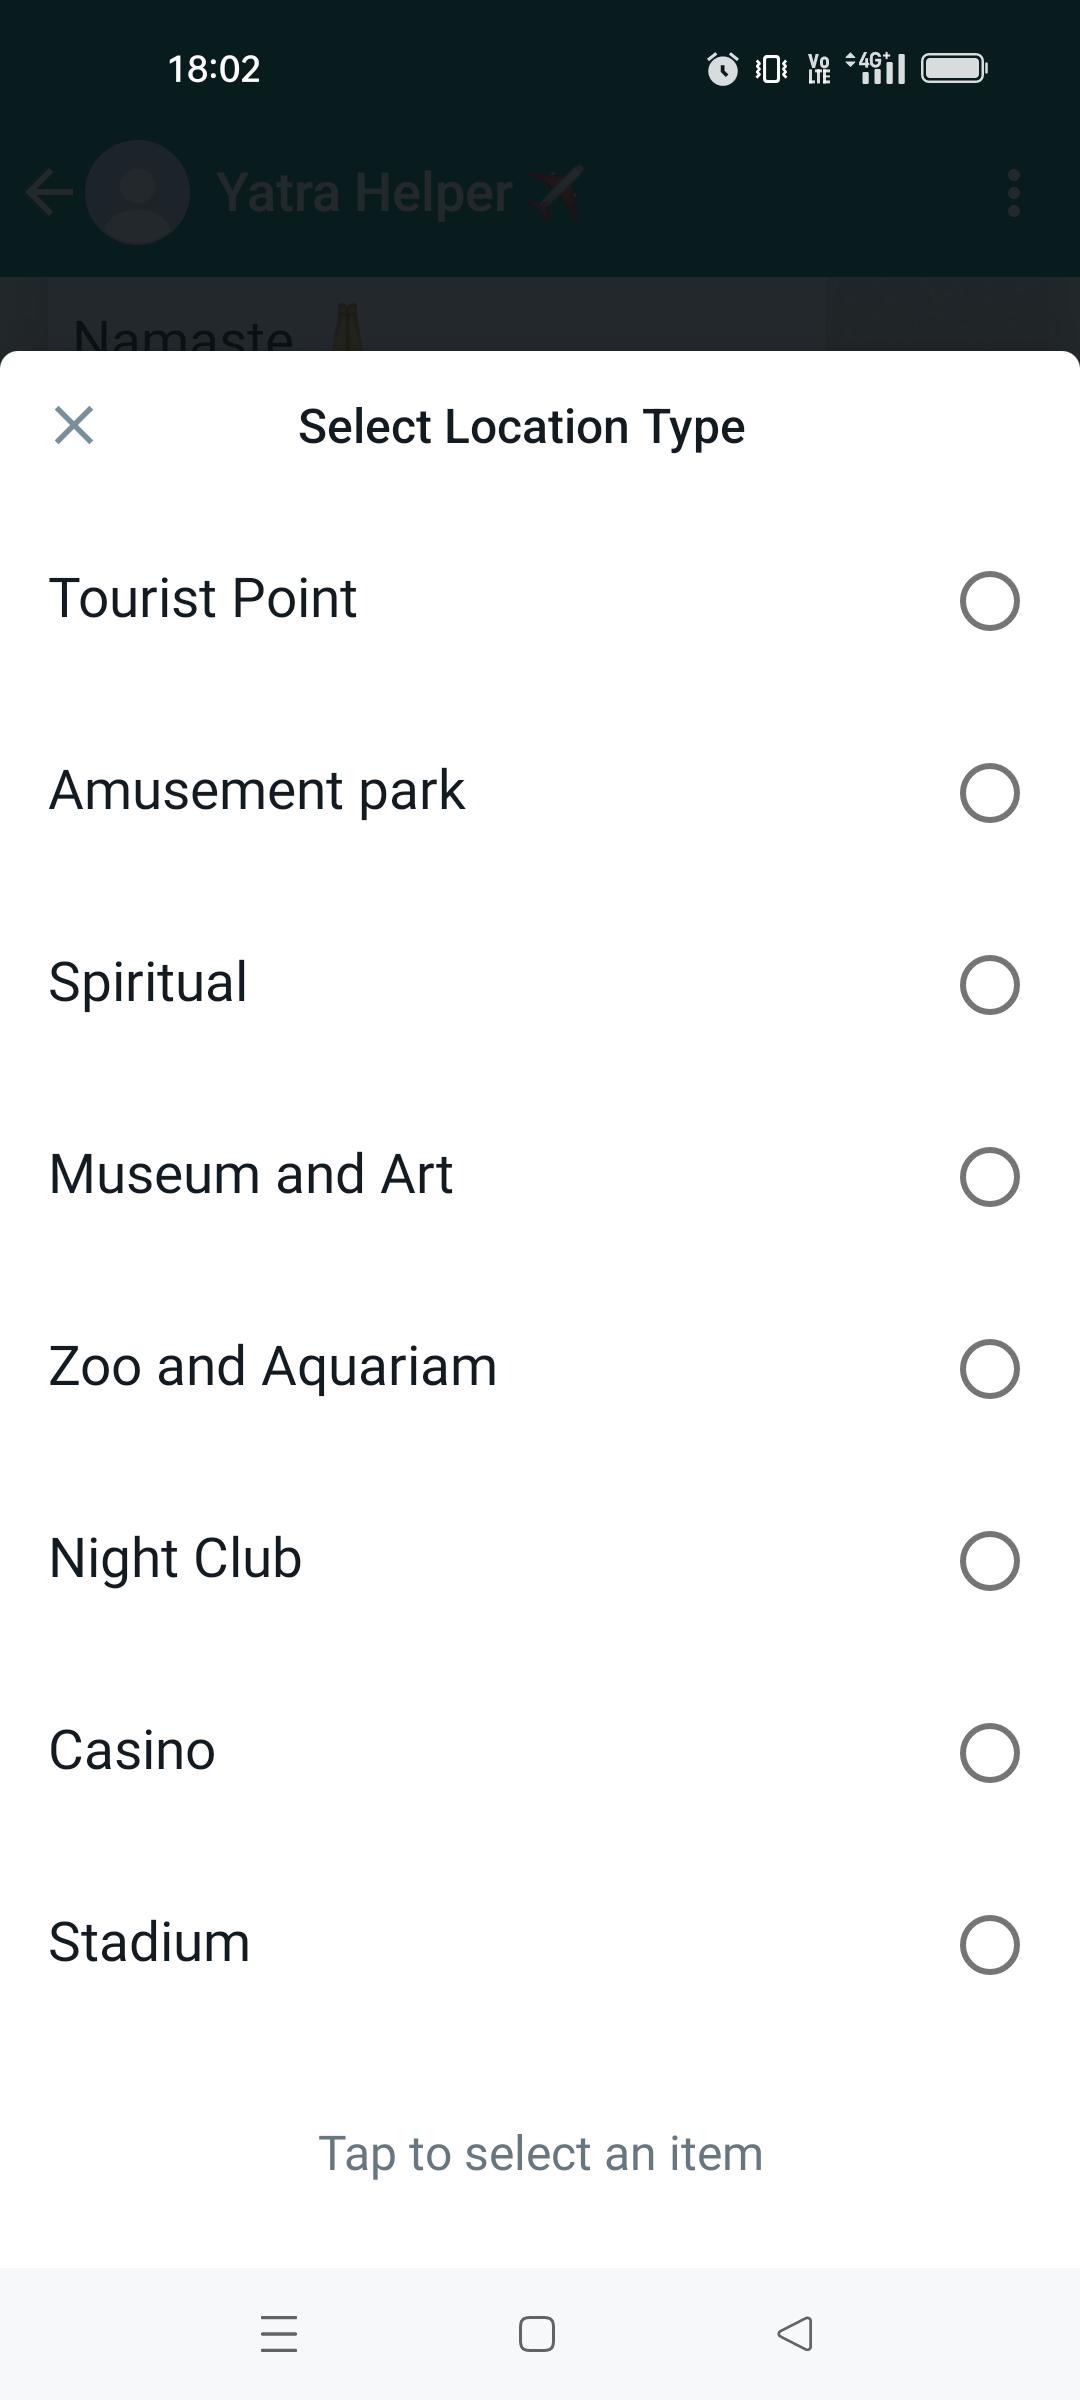 18:02
Vo LTE 4G+
Yatra Helper
Namaste
Select Location Type
Tourist Point
Amusement park
Spiritual
Museum and Art
Zoo and Aquariam
Night Club
Casino
Stadium
Tap to select an item